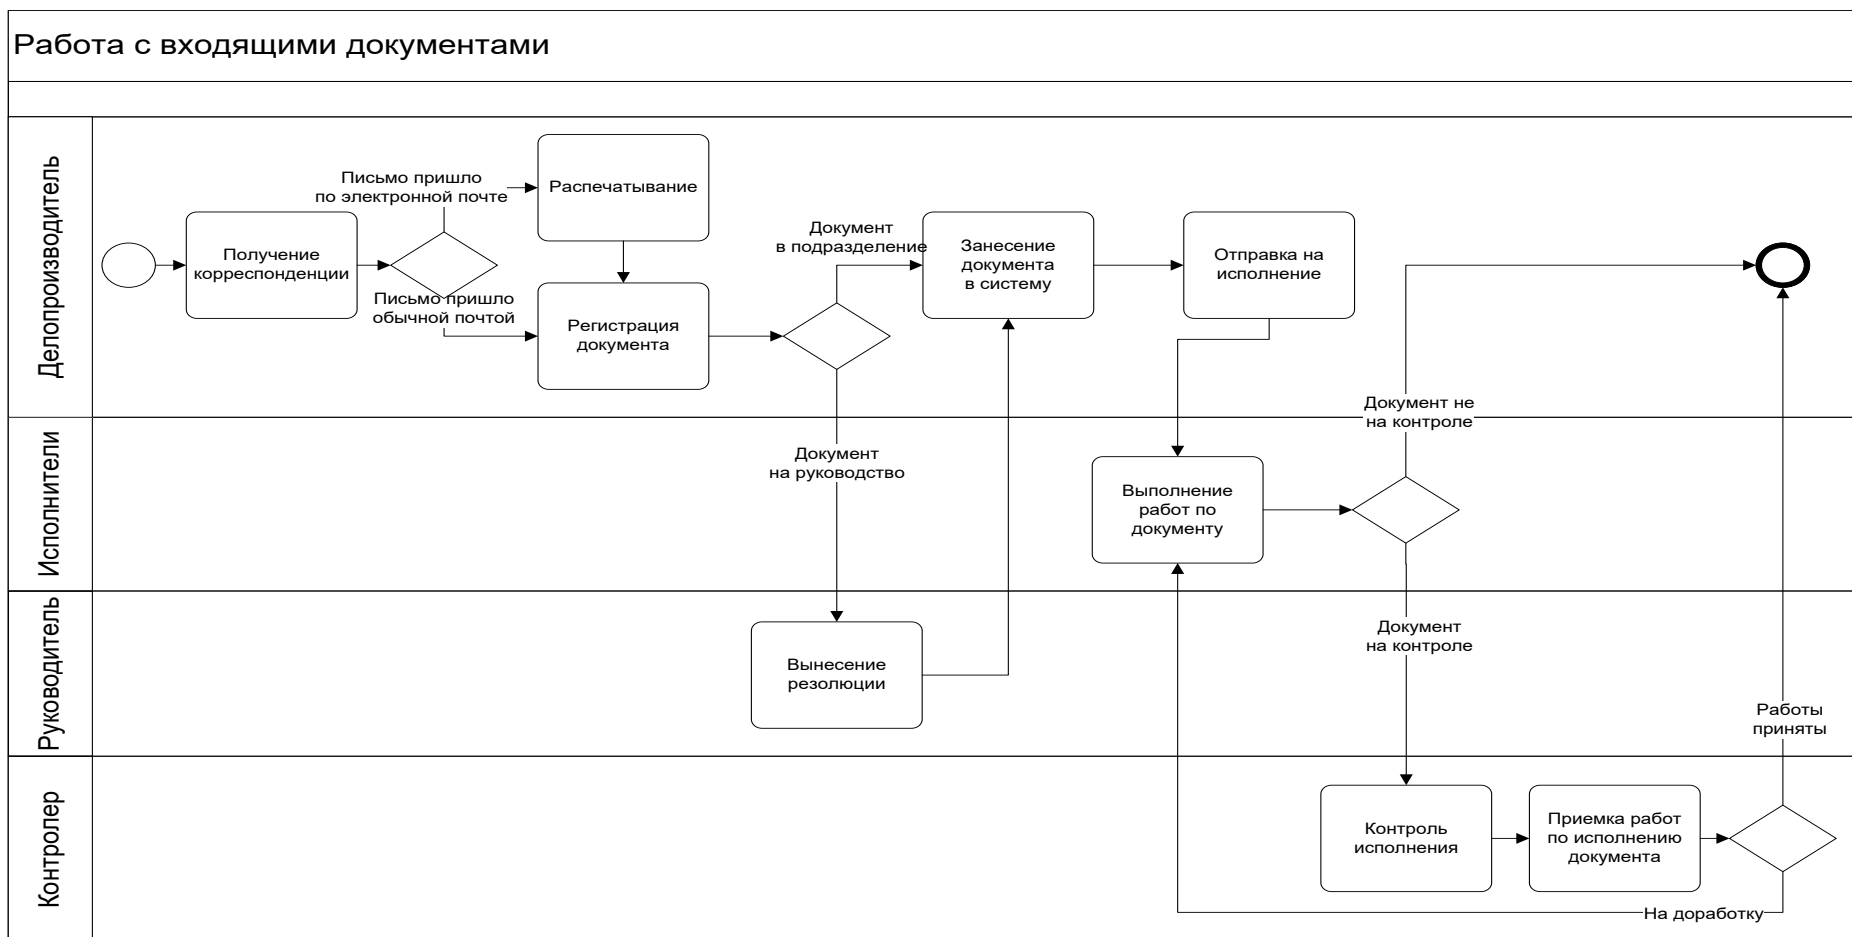 Работа с входящими документами
Делопроизводитель
Получение
корреспонденции
Письмо пришло
по электронной почте
Письмо пришло
обычной почтой
Распечатывание
Регистрация
документа
Документ
в подразделение
Занесение
документа
в систему
Отправка на
исполнение
Документ не
на контроле
Исполнители
Документ
на руководство
Выполнение
работ по
документу
Руководитель
Вынесение
резолюции
Документ
на контроле
Работы
приняты
Контролер
Контроль
исполнения
Приемка работ
по исполнению
документа
На доработку